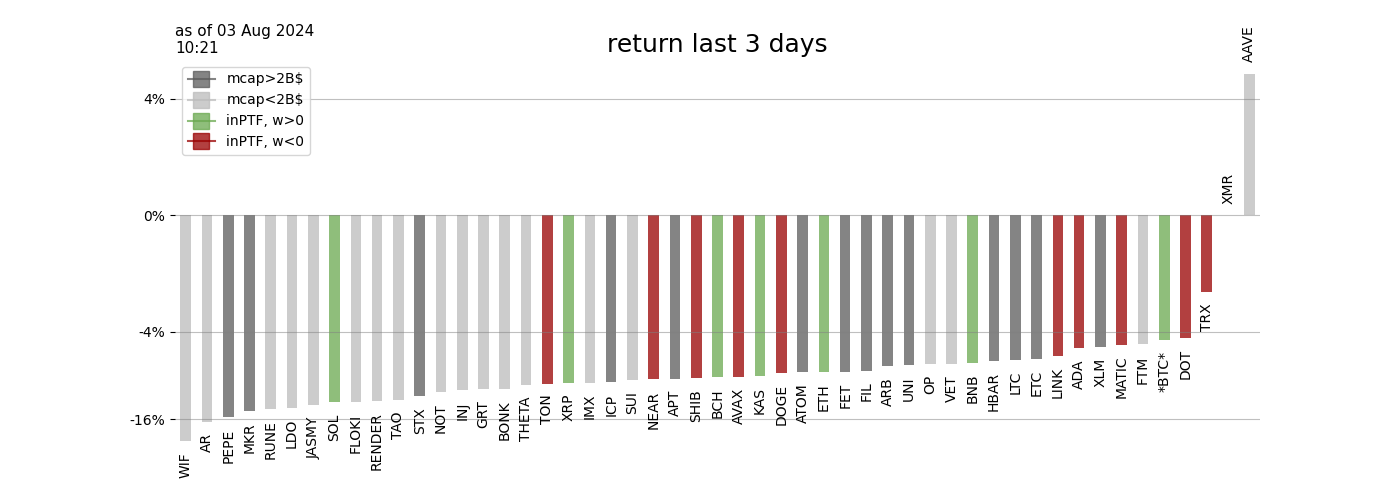 as of 03 Aug 2024
10:21
return last 3 days
mcap>2B$
mcap<2B$
inPTF, w>0
inPTF, w<0
4%
0%
-4%
-16%
WIF
AR
PEPE
MKR
RUNE
LDO
JASMY
SOL
FLOKI
RENDER
TAO
STX
NOT
INJ
GRT
BONK
THETA
TON
XRP
IMX
ICP
SUI
NEAR
APT
SHIB
BCH
AVAX
KAS
DOGE
ATOM
ETH
FET
FIL
ARB
UNI
OP
VET
BNB
HBAR
LTC
ETC
LINK
ADA
XLM
MATIC
FTM
*BTC*
DOT
TRX
XMR
AAVE